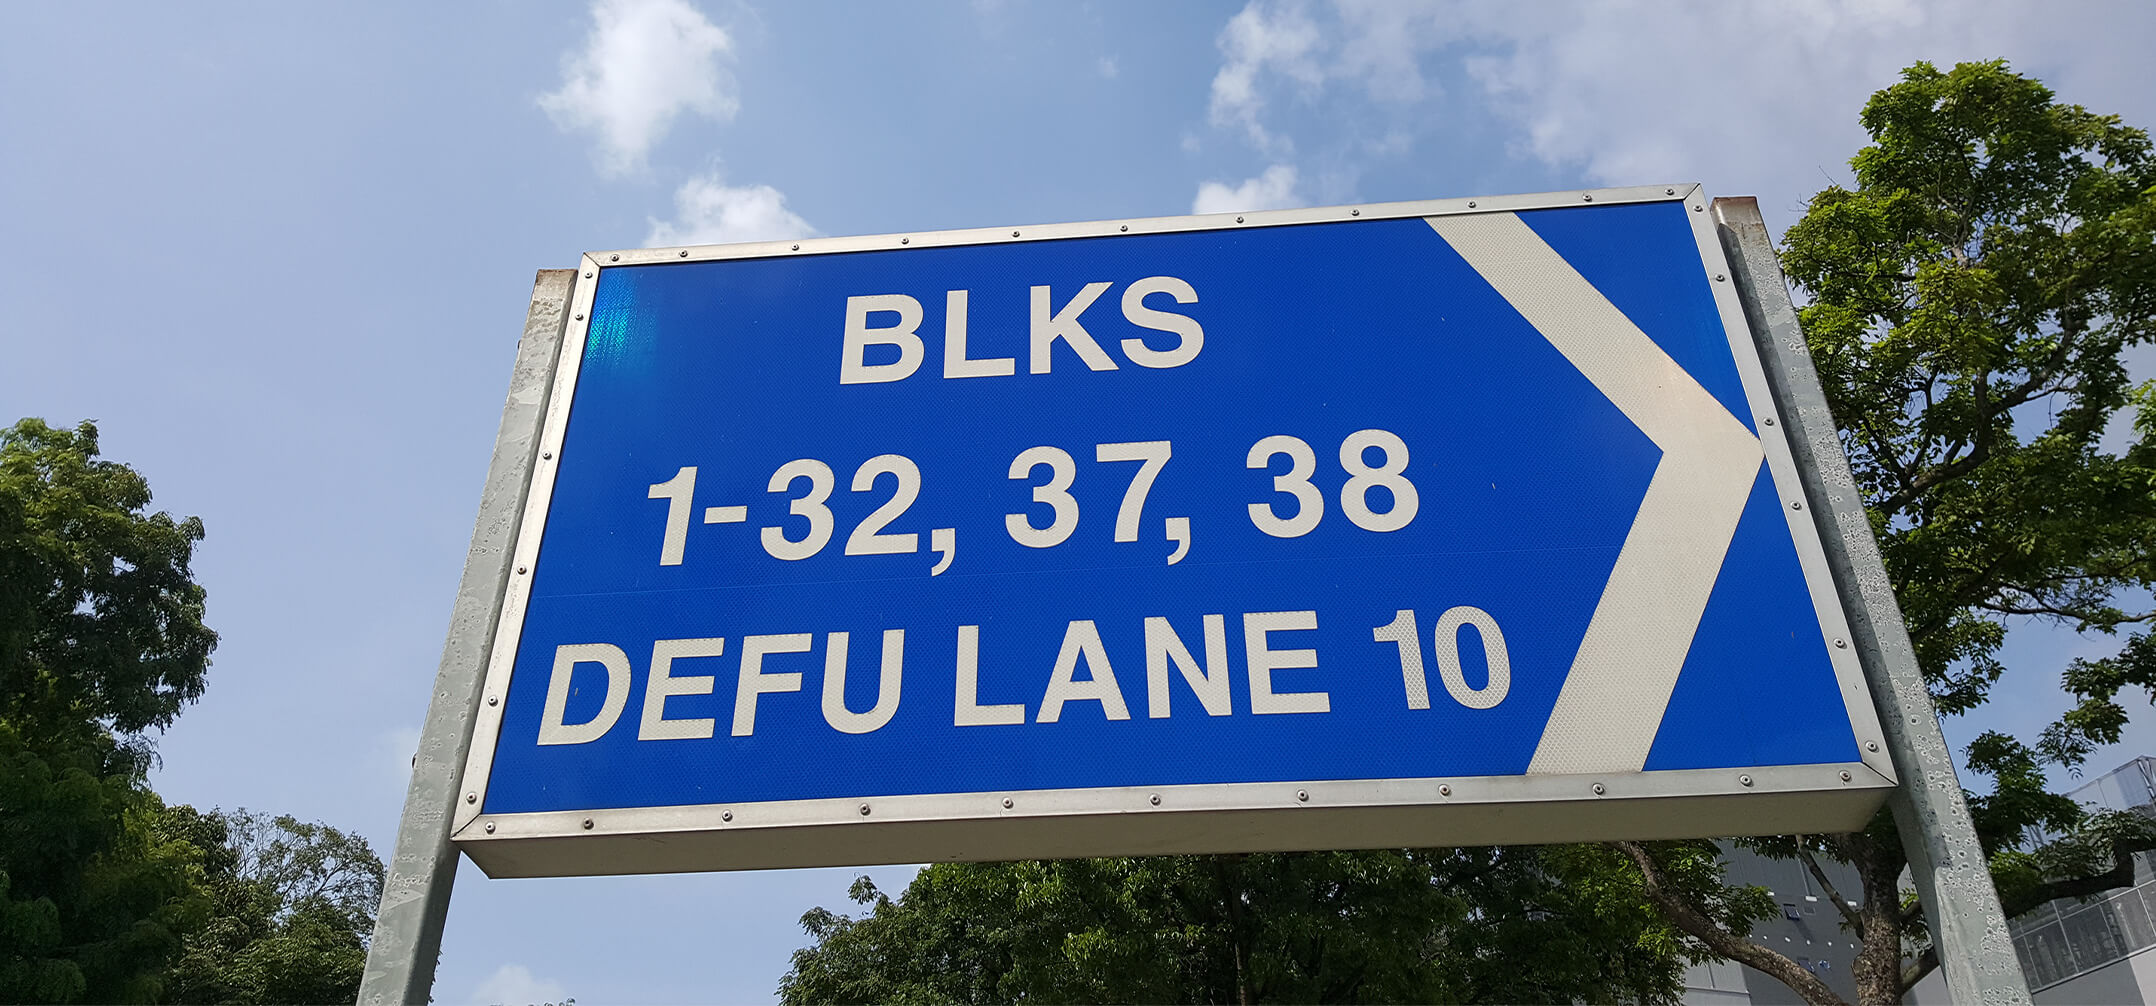 BLKS
1-32, 37, 38
DEFU LANE 10